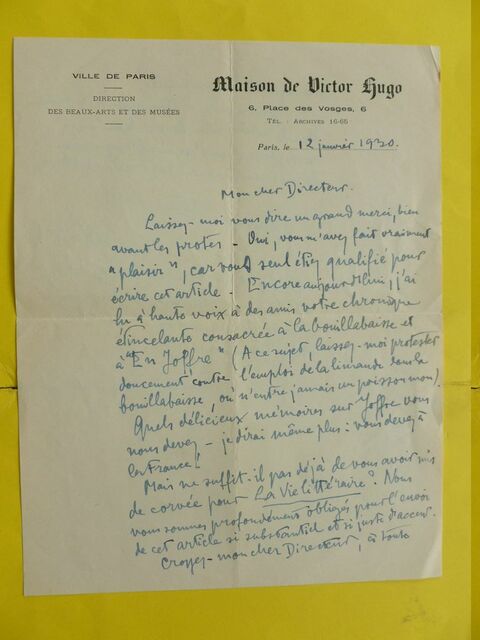 VILLE DE PARIS
DIRECTION
DES BEAUX-ARTS ET DES MUSÉES
Maison de Victor Hugo
6, Place des Vosges, 6
TÉL. : ARCHIVES 16-65
Paris, le 12 janvier 1930.
Mon cher Directeur.
Laissez-moi vous dire un grand merci, bien
avant les protes - Oui, vous m'avez fait vraiment
"plaisir", car vous seul étiez qualifié pour
écrire cet article - Encore aujourd'hui, j'ai
lu à haute voix à des amis votre chronique
étincelante consacrée à la bouillabaisse et
à "En Joffre" (A ce sujet, laissez-moi protester
doucement contre l'emploi de la limande dans la
bouillabaisse, où n'entre jamais un poisson mou).
Quels délicieux mémoires sur Joffre vous
nous devez - je dirai même plus : vous devez à
la France !
Mais ne suffit-il pas déjà de vous avoir mis
de corvée pour La Vie littéraire ? Nous
vous sommes profondément obligés pour l'envoi
de cet article si substantiel et si juste d'accent.
Croyez-mon cher Directeur, à toute